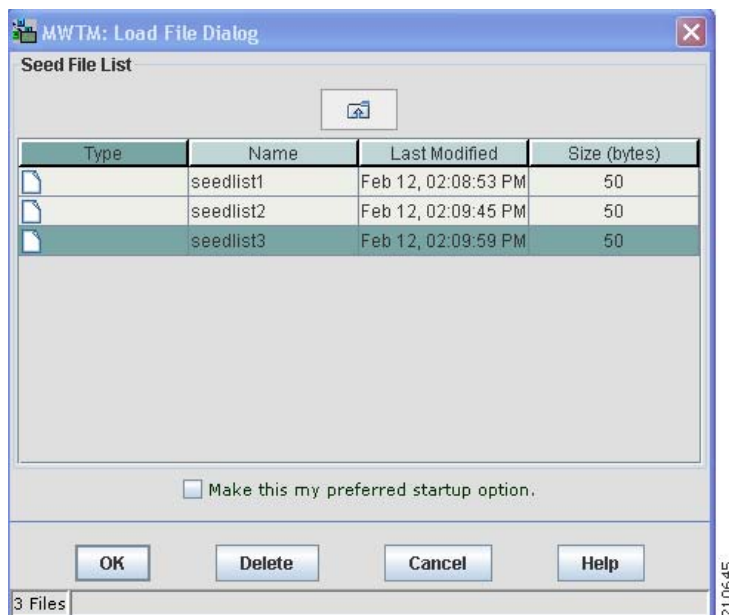 MWTM: Load File Dialog
Seed File List
Type Name Last Modified Size (bytes)
seedlist1 Feb 12, 02:08:53 PM 50
seedlist2 Feb 12, 02:09:45 PM 50
seedlist3 Feb 12, 02:09:59 PM 50
Make this my preferred startup option.
OK Delete Cancel Help
3 Files
210645